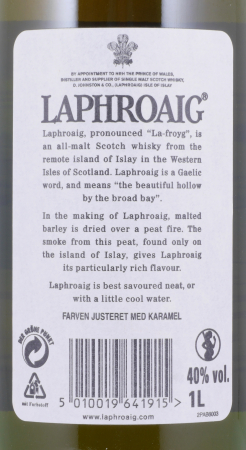 BY APPOINTMENT TO HRH THE PRINCE OF WALES,
DISTILLER AND SUPPLIER OF SINGLE MALT SCOTCH WHISKY,
D. JOHNSTON & CO., (LAPHROAIG) ISLE OF ISLAY
LAPHROAIG®
Laphroaig, pronounced "La-froyg", is
an all-malt Scotch whisky from the
remote island of Islay in the Western
Isles of Scotland. Laphroaig is a Gaelic
word, and means "the beautiful hollow
by the broad bay".
In the making of Laphroaig, malted
barley is dried over a peat fire. The
smoke from this peat, found only on
the island of Islay, gives Laphroaig
its particularly rich flavour.
Laphroaig is best savoured neat, or
with a little cool water.
FARVEN JUSTERET MED KARAMEL
DER GRÜNE PUNKT
mit Farbstoff
5 010019 641915 >
40% vol.
1L
www.laphroaig.com